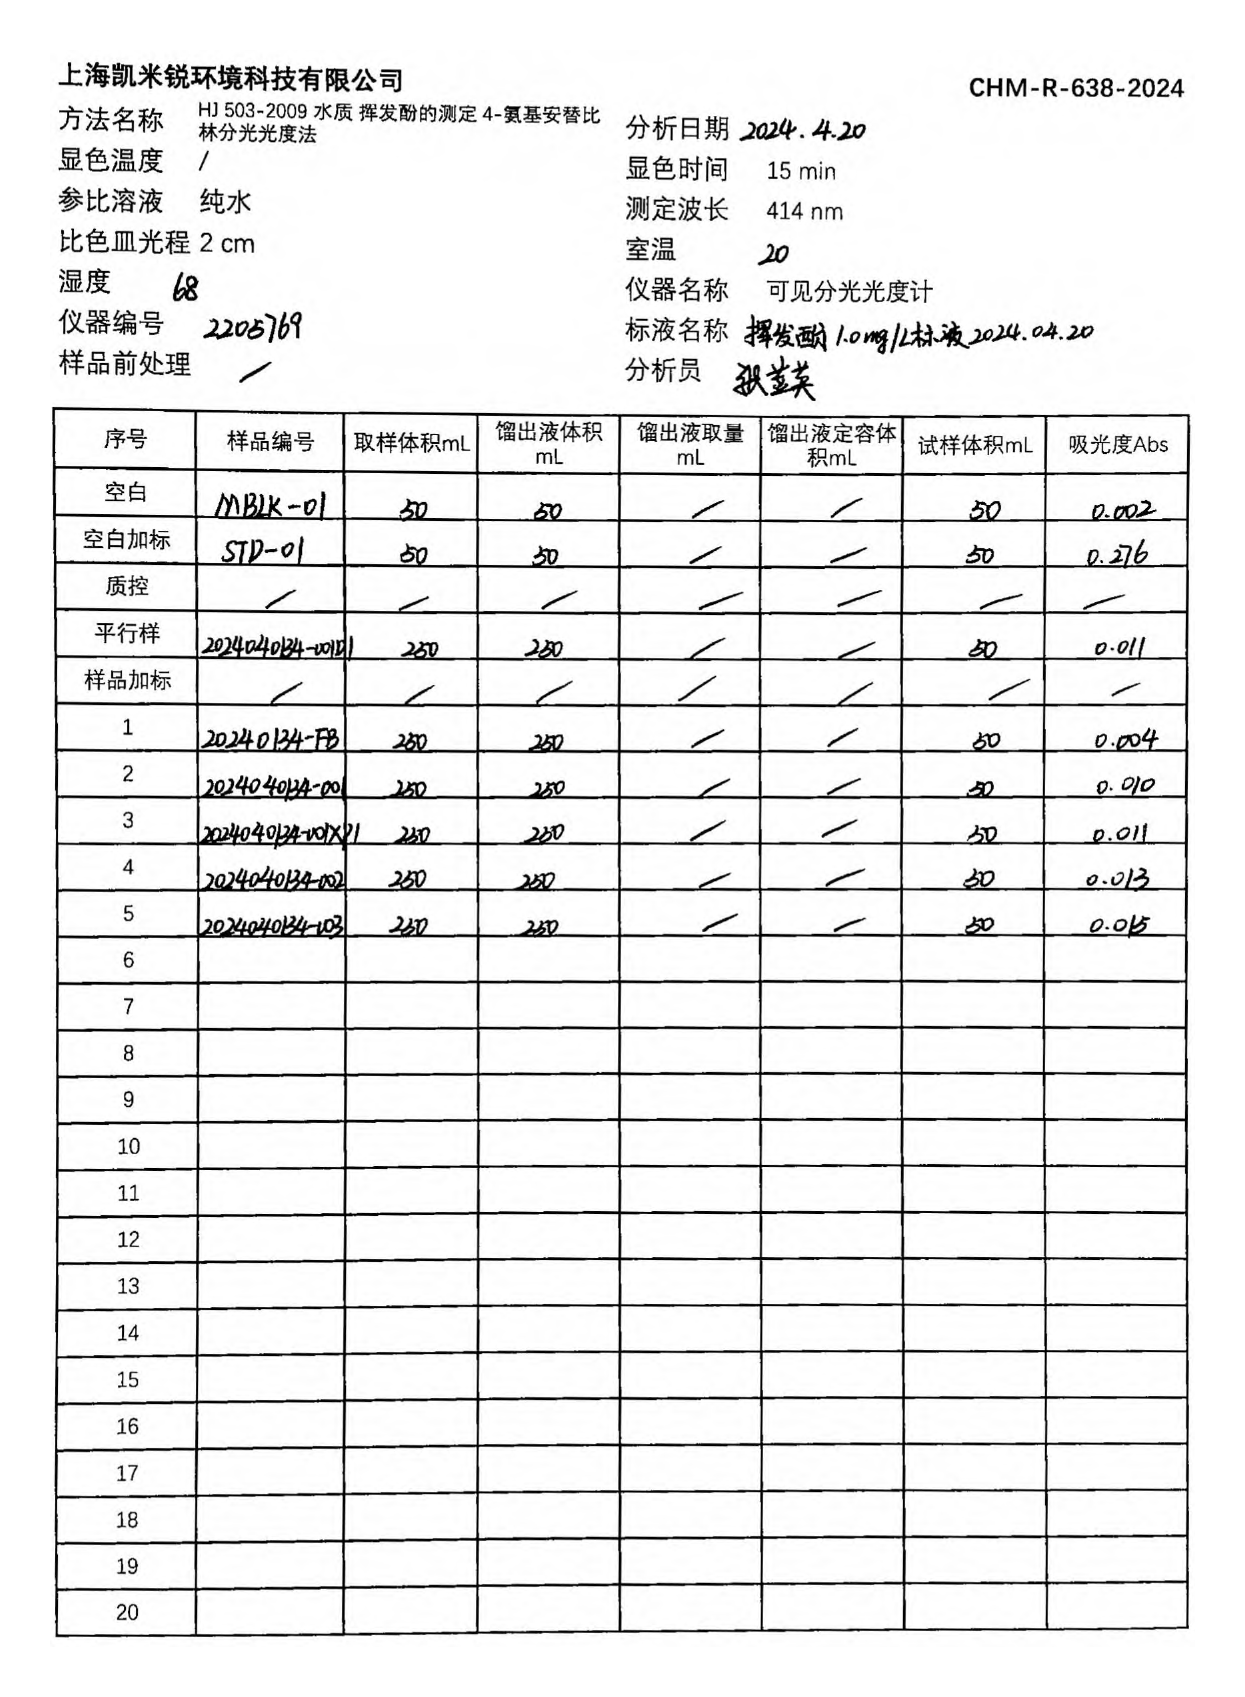 上海凯米锐环境科技有限公司
CHM-R-638-2024
方法名称 HJ 503-2009 水质 挥发酚的测定 4-氨基安替比
林分光光度法
分析日期 2024.4.20
显色温度 /
显色时间 15 min
参比溶液 纯水
测定波长 414 nm
比色皿光程 2 cm
室温 20
湿度 68
仪器名称 可见分光光度计
仪器编号 2205769
标液名称 挥发酚 1.0mg/L标液 2024.04.20
样品前处理 /
分析员
序号 样品编号 取样体积mL 馏出液体积mL 馏出液取量mL 馏出液定容体积mL 试样体积mL 吸光度Abs
空白 MBLK-01 50 50 / / 50 0.002
空白加标 STD-01 50 50 / / 50 0.276
质控 / / / / / / /
平行样 2024040134-001D1 250 250 / / 50 0.011
样品加标 / / / / / / /
1 20240134-FB 250 250 / / 50 0.004
2 2024040134-001 250 250 / / 50 0.010
3 2024040134-001XP1 250 250 / / 50 0.011
4 2024040134-002 250 250 / / 50 0.013
5 2024040134-003 250 250 / / 50 0.015
6
7
8
9
10
11
12
13
14
15
16
17
18
19
20